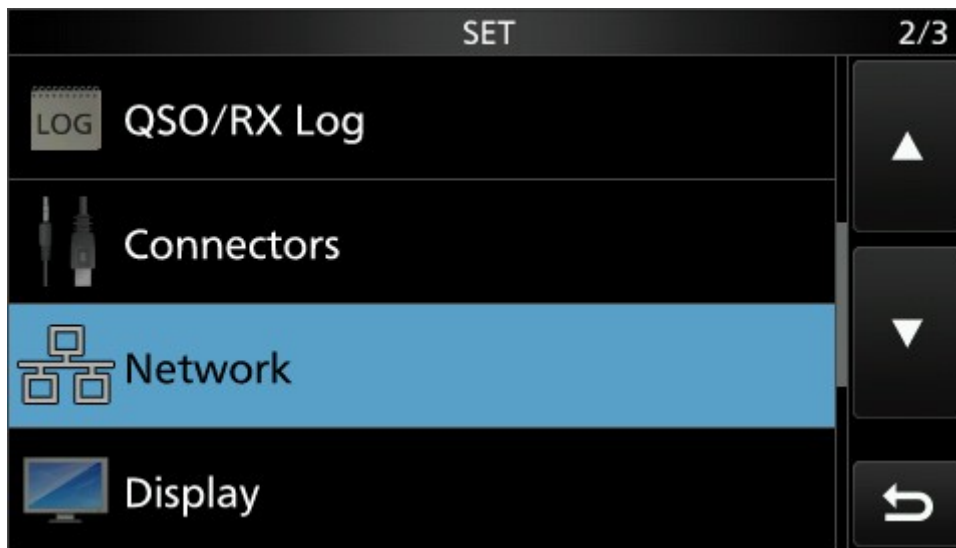 SET 2/3
LOG QSO/RX Log
Connectors
Network
Display